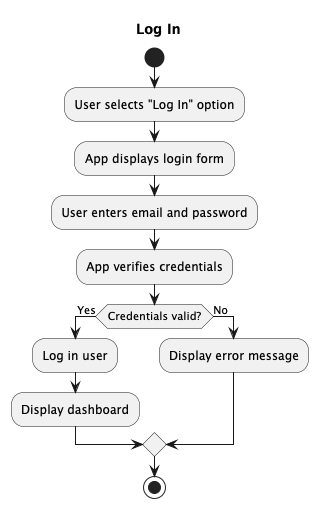 Log In
User selects "Log In" option
App displays login form
User enters email and password
App verifies credentials
Yes
Credentials valid?
No
Log in user
Display error message
Display dashboard